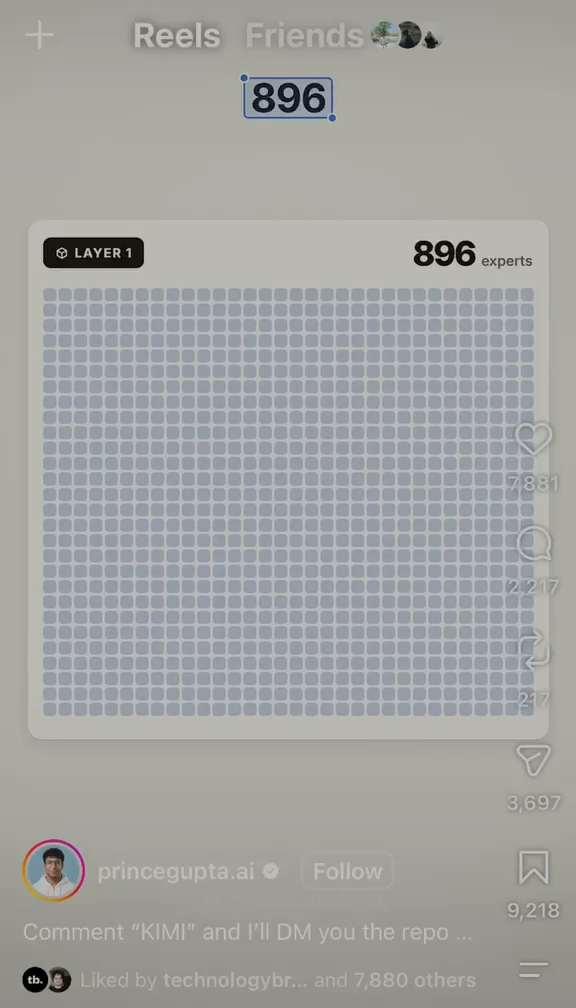 Reels Friends
896
LAYER 1
896 experts
7,881
2,217
217
3,697
princegupta.ai Follow
9,218
Comment “KIMI” and I’ll DM you the repo ...
tb. Liked by technologybr... and 7,880 others